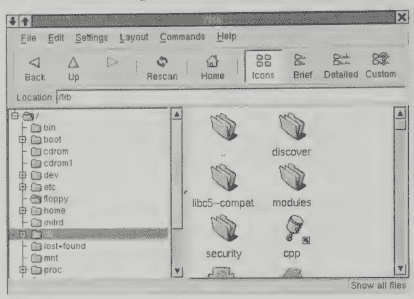 /lib
File Edit Settings Layout Commands Help
Back Up Rescan Home Icons Brief Detailed Custom
Location /lib
/
bin
boot
cdrom
cdrom1
dev
etc
floppy
home
initrd
lost+found
mnt
proc
.. discover
libc5-compat modules
security cpp
Show all files